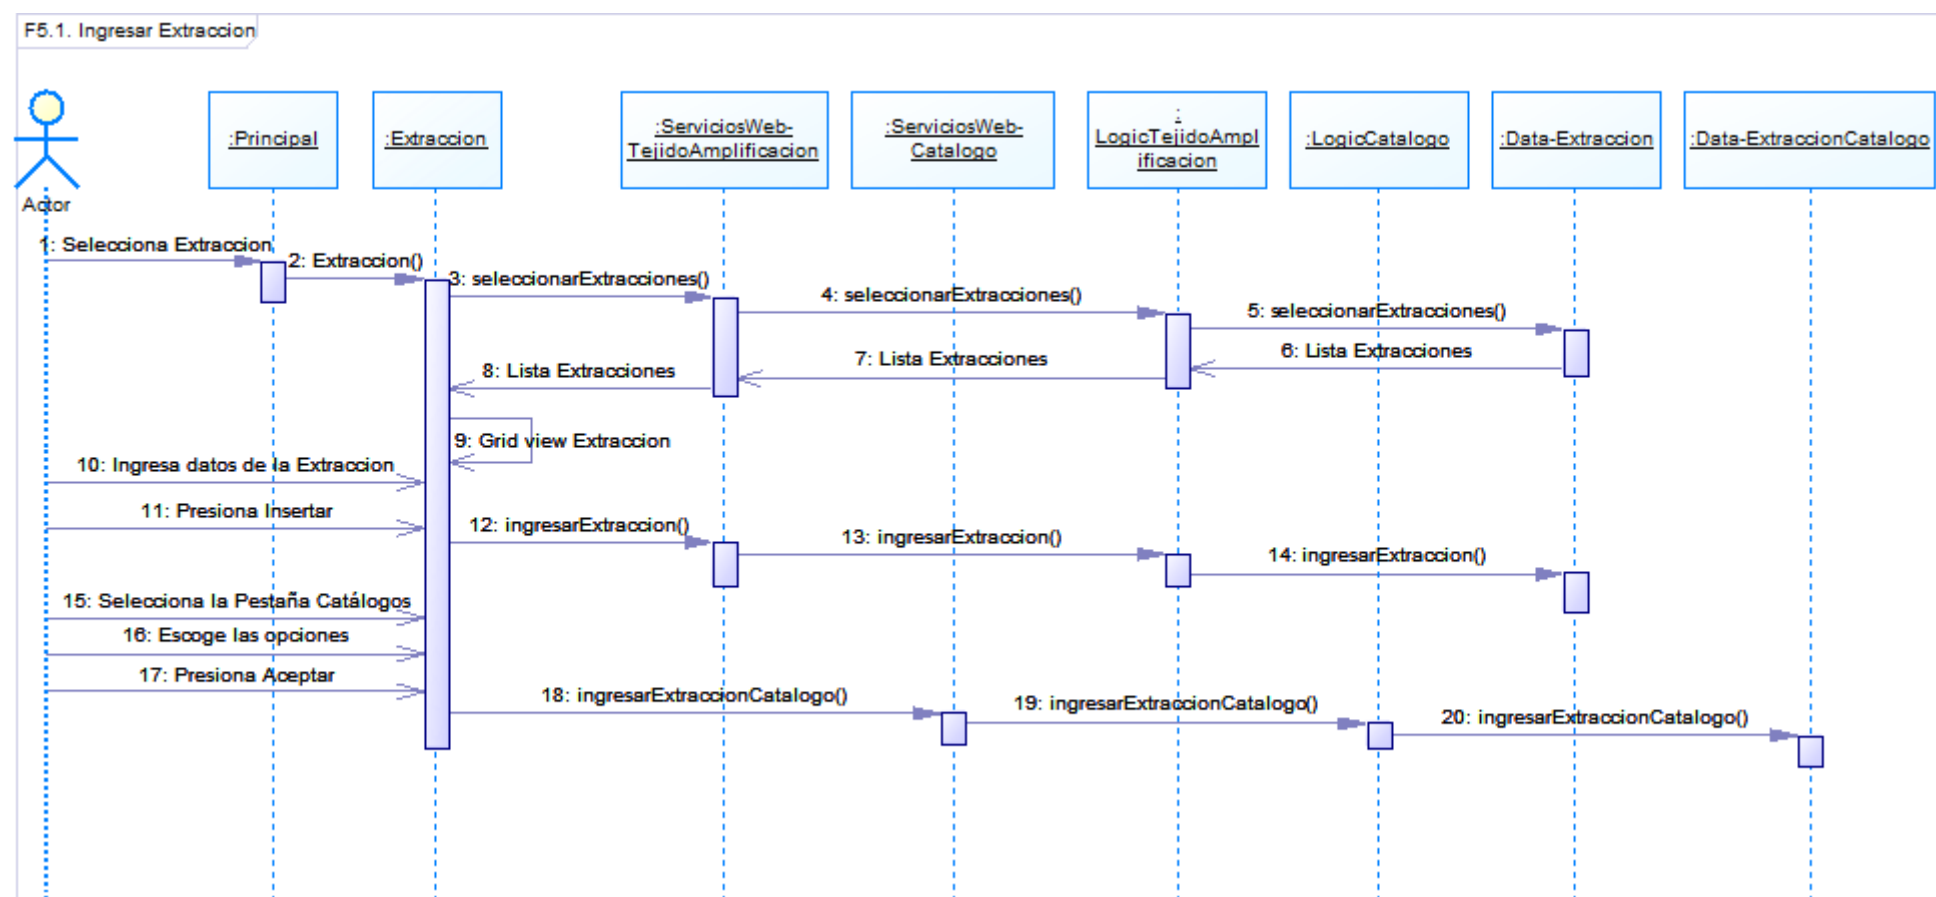 F5.1. Ingresar Extraccion
Actor
:Principal
:Extraccion
:ServiciosWeb-
TejidoAmplificacion
:ServiciosWeb-
Catalogo
:
LogicTejidoAmpl
ificacion
:LogicCatalogo
:Data-Extraccion
:Data-ExtraccionCatalogo
1: Selecciona Extraccion
2: Extraccion()
3: seleccionarExtracciones()
4: seleccionarExtracciones()
5: seleccionarExtracciones()
6: Lista Extracciones
7: Lista Extracciones
8: Lista Extracciones
9: Grid view Extraccion
10: Ingresa datos de la Extraccion
11: Presiona Insertar
12: ingresarExtraccion()
13: ingresarExtraccion()
14: ingresarExtraccion()
15: Selecciona la Pestaña Catálogos
16: Escoge las opciones
17: Presiona Aceptar
18: ingresarExtraccionCatalogo()
19: ingresarExtraccionCatalogo()
20: ingresarExtraccionCatalogo()